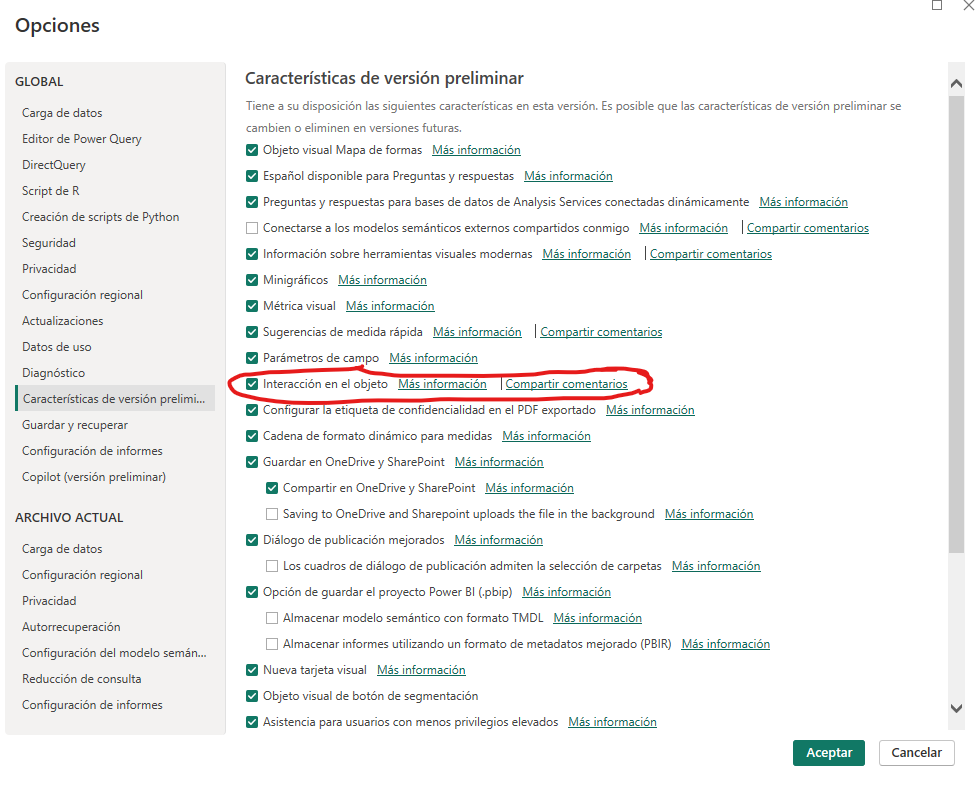 Opciones
GLOBAL
Carga de datos
Editor de Power Query
DirectQuery
Script de R
Creación de scripts de Python
Seguridad
Privacidad
Configuración regional
Actualizaciones
Datos de uso
Diagnóstico
Características de versión prelimi...
Guardar y recuperar
Configuración de informes
Copilot (versión preliminar)
ARCHIVO ACTUAL
Carga de datos
Configuración regional
Privacidad
Autorrecuperación
Configuración del modelo semán...
Reducción de consulta
Configuración de informes
Características de versión preliminar
Tiene a su disposición las siguientes características en esta versión. Es posible que las características de versión preliminar se
cambien o eliminen en versiones futuras.
Objeto visual Mapa de formas Más información
Español disponible para Preguntas y respuestas Más información
Preguntas y respuestas para bases de datos de Analysis Services conectadas dinámicamente Más información
Conectarse a los modelos semánticos externos compartidos conmigo Más información | Compartir comentarios
Información sobre herramientas visuales modernas Más información | Compartir comentarios
Minigráficos Más información
Métrica visual Más información
Sugerencias de medida rápida Más información | Compartir comentarios
Parámetros de campo Más información
Interacción en el objeto Más información | Compartir comentarios
Configurar la etiqueta de confidencialidad en el PDF exportado Más información
Cadena de formato dinámico para medidas Más información
Guardar en OneDrive y SharePoint Más información
Compartir en OneDrive y SharePoint Más información
Saving to OneDrive and Sharepoint uploads the file in the background Más información
Diálogo de publicación mejorados Más información
Los cuadros de diálogo de publicación admiten la selección de carpetas Más información
Opción de guardar el proyecto Power BI (.pbip) Más información
Almacenar modelo semántico con formato TMDL Más información
Almacenar informes utilizando un formato de metadatos mejorado (PBIR) Más información
Nueva tarjeta visual Más información
Objeto visual de botón de segmentación
Asistencia para usuarios con menos privilegios elevados Más información
Aceptar Cancelar